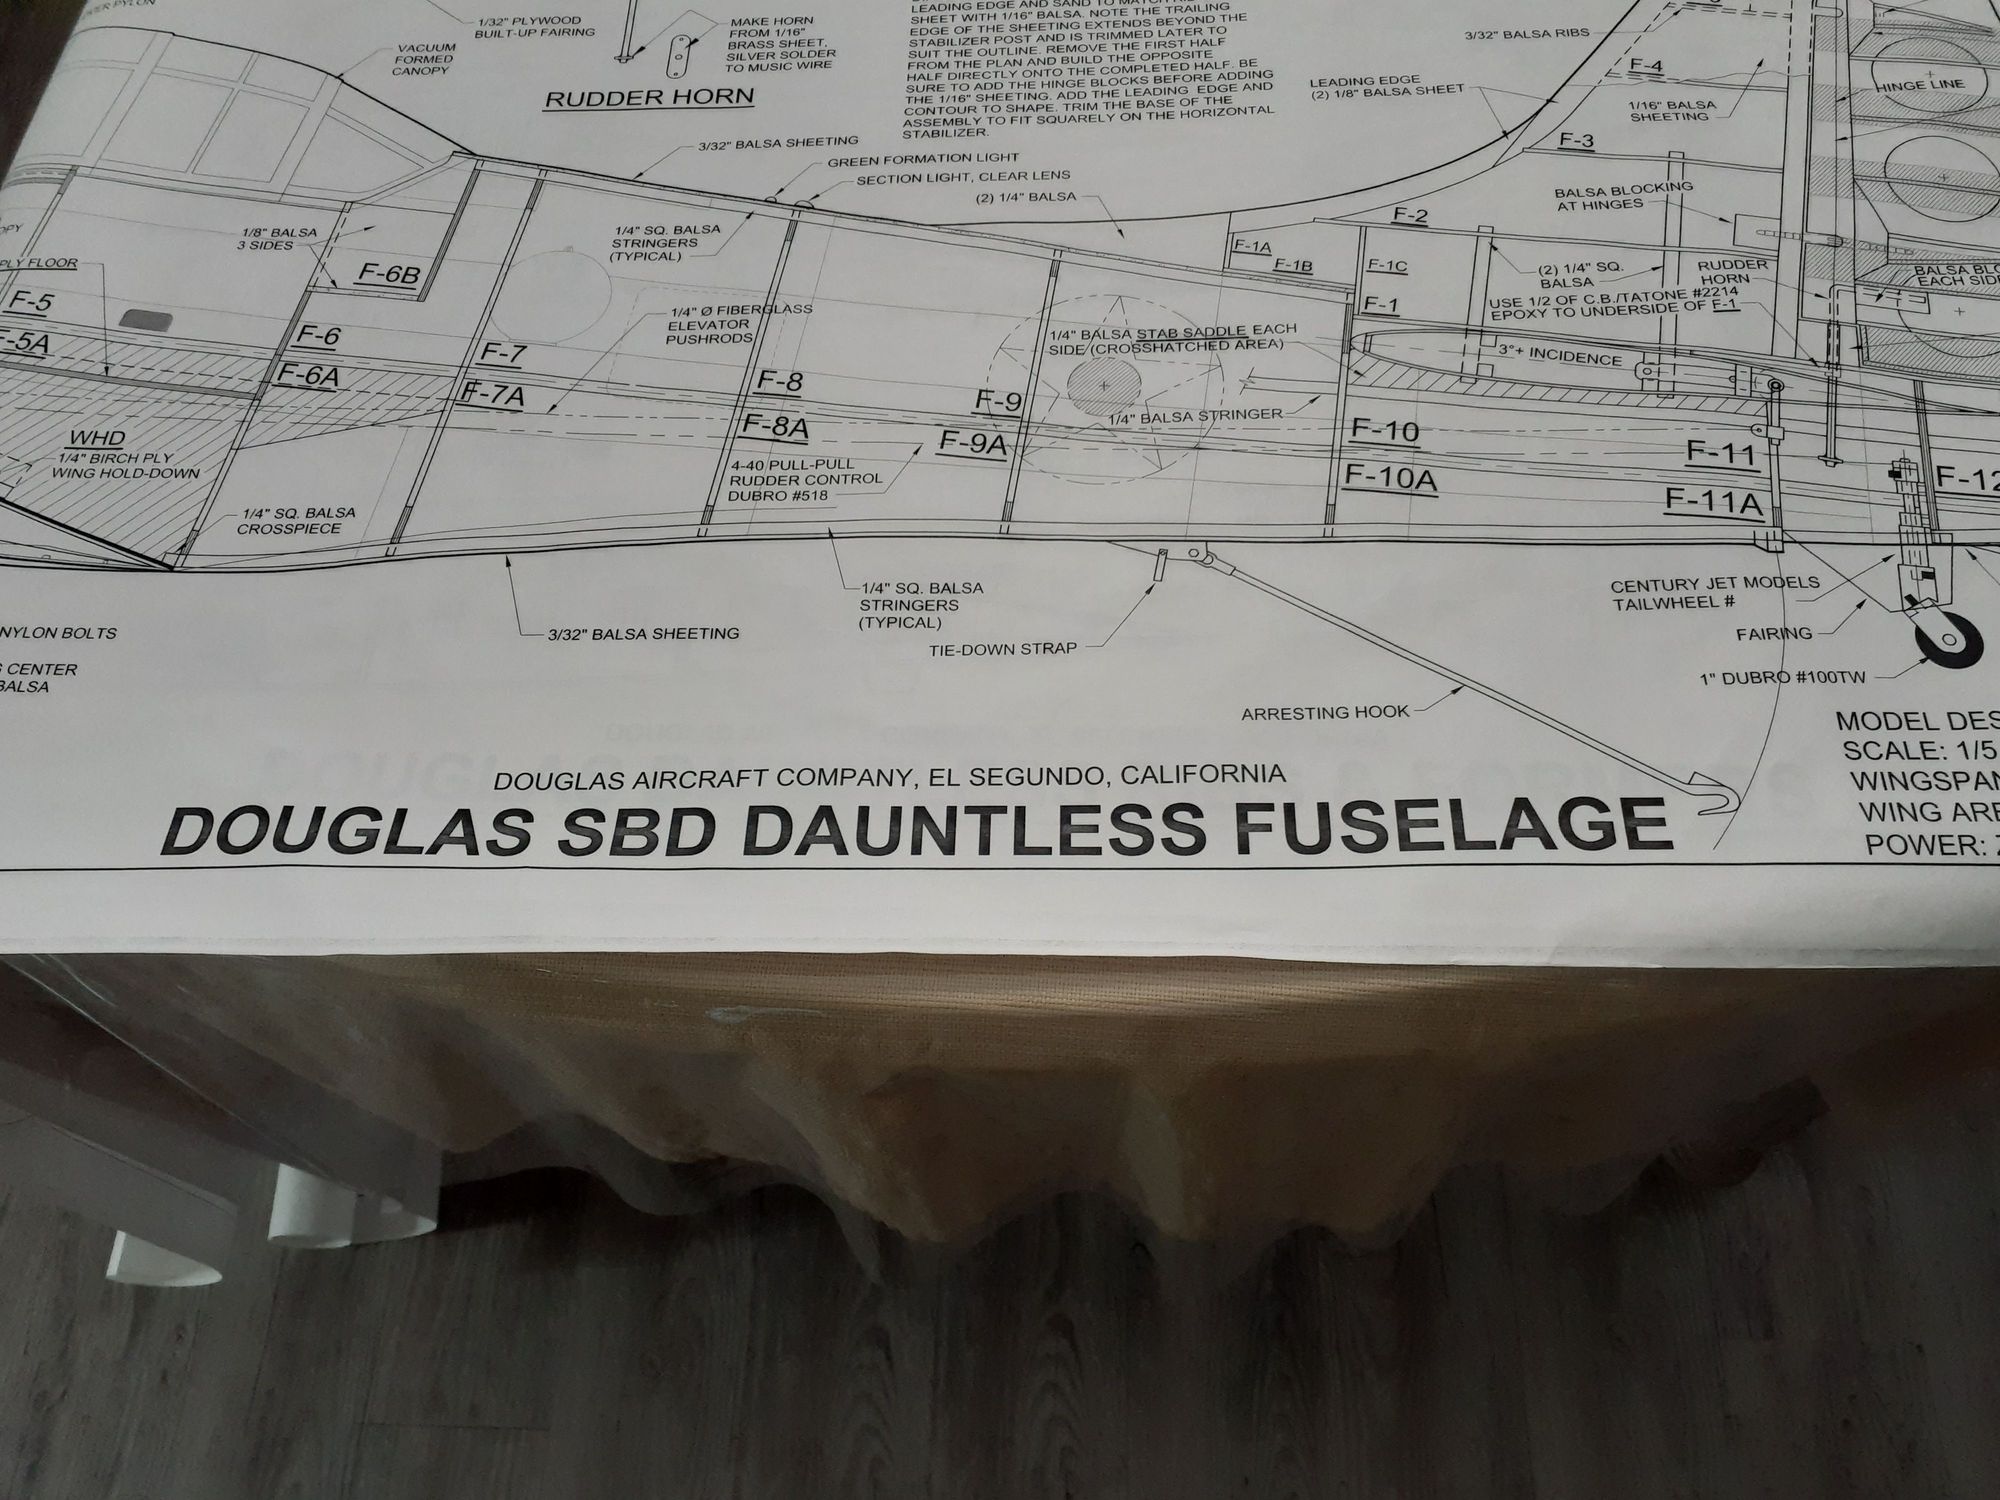 1/32" PLYWOOD
BUILT-UP FAIRING
VACUUM
FORMED
CANOPY
MAKE HORN
FROM 1/16"
BRASS SHEET,
SILVER SOLDER
TO MUSIC WIRE
RUDDER HORN
SHEET WITH 1/16" BALSA. NOTE THE TRAILING
EDGE OF THE SHEETING EXTENDS BEYOND THE
STABILIZER POST AND IS TRIMMED LATER TO
SUIT THE OUTLINE. REMOVE THE FIRST HALF
FROM THE PLAN AND BUILD THE OPPOSITE
HALF DIRECTLY ONTO THE COMPLETED HALF. BE
SURE TO ADD THE HINGE BLOCKS BEFORE ADDING
THE 1/16" SHEETING. ADD THE LEADING EDGE AND
CONTOUR TO SHAPE. TRIM THE BASE OF THE
ASSEMBLY TO FIT SQUARELY ON THE HORIZONTAL
STABILIZER.
LEADING EDGE
(2) 1/8" BALSA SHEET
3/32" BALSA RIBS
F-4
1/16" BALSA
SHEETING
HINGE LINE
F-3
3/32" BALSA SHEETING
GREEN FORMATION LIGHT
SECTION LIGHT, CLEAR LENS
(2) 1/4" BALSA
BALSA BLOCKING
AT HINGES
F-2
1/8" BALSA
3 SIDES
F-6B
1/4" SQ. BALSA
STRINGERS
(TYPICAL)
F-1A
F-1B
F-1C
F-1
(2) 1/4" SQ.
BALSA
RUDDER
HORN
BALSA
EACH
USE 1/2 OF C.B./TATONE #2214
EPOXY TO UNDERSIDE OF F-1
PLY FLOOR
F-5
F-5A
F-6
F-6A
F-7
F-7A
1/4" Ø FIBERGLASS
ELEVATOR
PUSHRODS
F-8
F-8A
F-9
F-9A
1/4" BALSA STAB SADDLE EACH
SIDE (CROSSHATCHED AREA)
3°+ INCIDENCE
1/4" BALSA STRINGER
F-10
F-10A
F-11
F-11A
F-12
WHD
1/4" BIRCH PLY
WING HOLD-DOWN
4-40 PULL-PULL
RUDDER CONTROL
DUBRO #518
1/4" SQ. BALSA
CROSSPIECE
1/4" SQ. BALSA
STRINGERS
(TYPICAL)
3/32" BALSA SHEETING
TIE-DOWN STRAP
ARRESTING HOOK
CENTURY JET MODELS
TAILWHEEL #
FAIRING
1" DUBRO #100TW
NYLON BOLTS
CENTER
BALSA
MODEL DES
SCALE: 1/5
WINGSPAN
WING ARE
POWER:
DOUGLAS AIRCRAFT COMPANY, EL SEGUNDO, CALIFORNIA
DOUGLAS SBD DAUNTLESS FUSELAGE